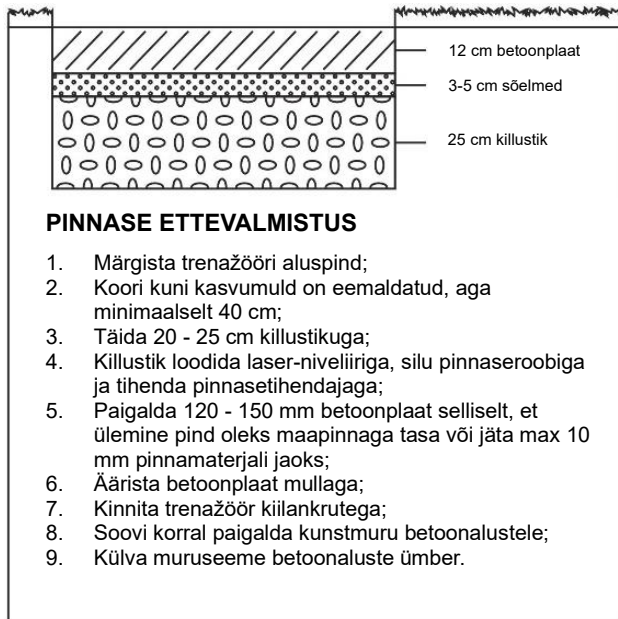 12 cm betoonplaat
3-5 cm sõelmed
25 cm killustik
PINNASE ETTEVALMISTUS
1. Märgista trenažööri aluspind;
2. Koori kuni kasvumuld on eemaldatud, aga
minimaalselt 40 cm;
3. Täida 20 - 25 cm killustikuga;
4. Killustik loodida laser-niveliiriga, silu pinnaseroobiga
ja tihenda pinnasetihendajaga;
5. Paigalda 120 - 150 mm betoonplaat selliselt, et
ülemine pind oleks maapinnaga tasa või jäta max 10
mm pinnamaterjali jaoks;
6. Äärista betoonplaat mullaga;
7. Kinnita trenažöör kiilankrutega;
8. Soovi korral paigalda kunstmuru betoonalustele;
9. Külva muruseeme betoonaluste ümber.